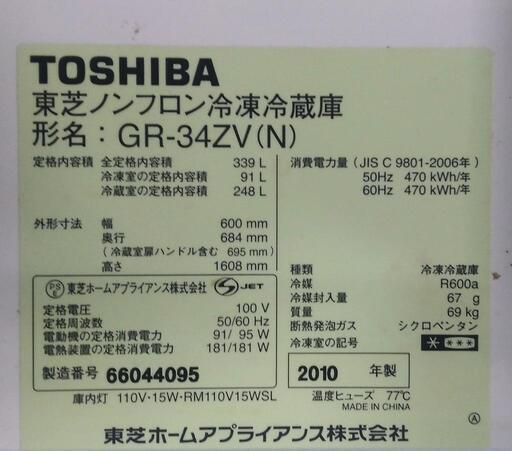 TOSHIBA
東芝ノンフロン冷凍冷蔵庫
形名：GR-34ZV(N)
定格内容積 全定格内容積 339 L
冷凍室の定格内容積 91 L
冷蔵室の定格内容積 248 L
消費電力量（JIS C 9801-2006年）
50Hz 470 kWh/年
60Hz 470 kWh/年
外形寸法 幅 600 mm
奥行 684 mm
（冷蔵室扉ハンドル含む 695 mm）
高さ 1608 mm
PS E 東芝ホームアプライアンス株式会社 S JET
定格電圧 100 V
定格周波数 50/60 Hz
電動機の定格消費電力 91/ 95 W
電熱装置の定格消費電力 181/181 W
製造番号 66044095
種類 冷凍冷蔵庫
冷媒 R600a
冷媒封入量 67 g
質量 69 kg
断熱発泡ガス シクロペンタン
冷凍室の記号 * ***
2010 年製
庫内灯 110V・15W・RM110V15WSL
温度ヒューズ 77℃
MADE IN CHINA
Ⓐ
東芝ホームアプライアンス株式会社